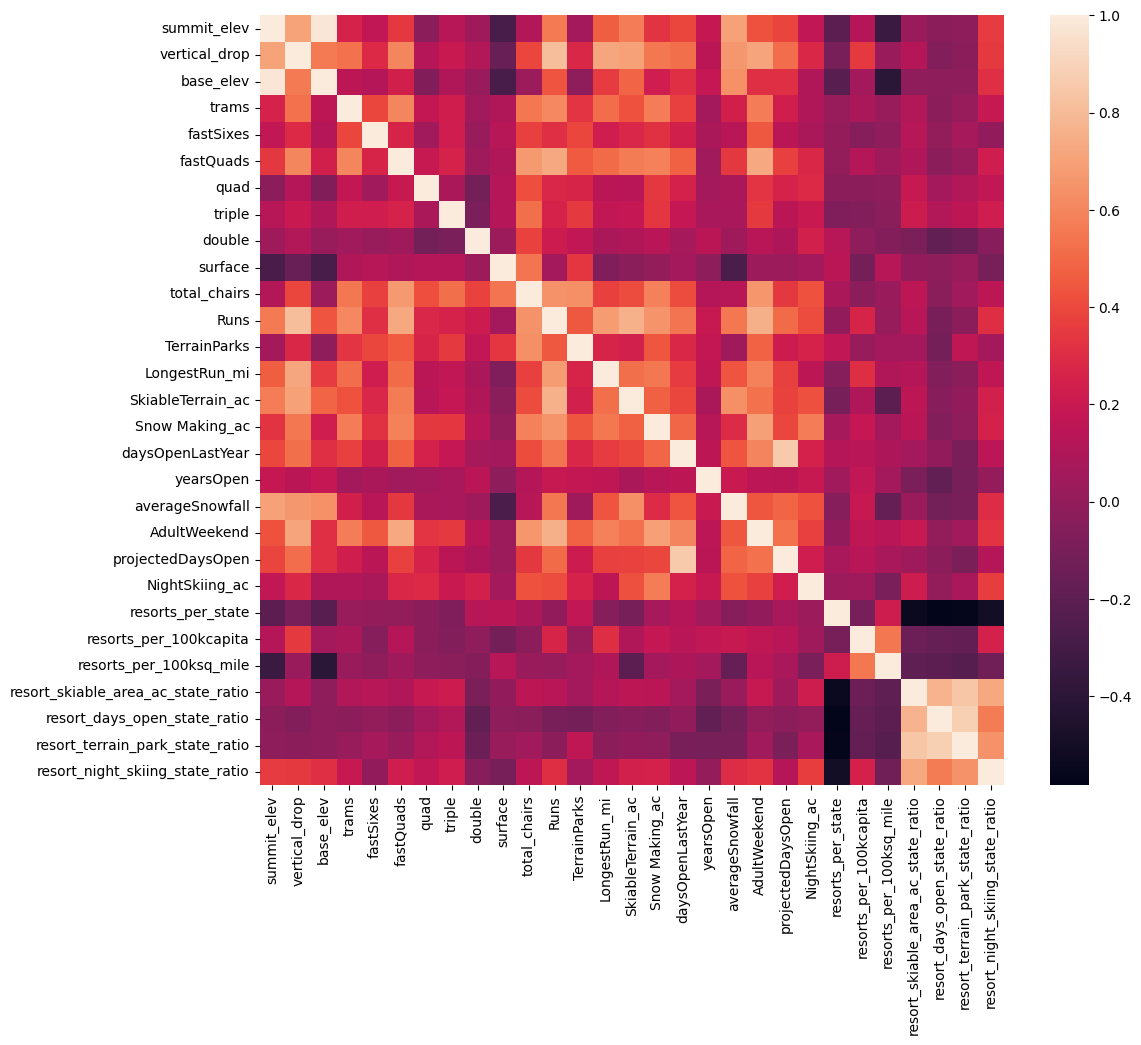 summit_elev
vertical_drop
base_elev
trams
fastSixes
fastQuads
quad
triple
double
surface
total_chairs
Runs
TerrainParks
LongestRun_mi
SkiableTerrain_ac
Snow Making_ac
daysOpenLastYear
yearsOpen
averageSnowfall
AdultWeekend
projectedDaysOpen
NightSkiing_ac
resorts_per_state
resorts_per_100kcapita
resorts_per_100ksq_mile
resort_skiable_area_ac_state_ratio
resort_days_open_state_ratio
resort_terrain_park_state_ratio
resort_night_skiing_state_ratio
summit_elev
vertical_drop
base_elev
trams
fastSixes
fastQuads
quad
triple
double
surface
total_chairs
Runs
TerrainParks
LongestRun_mi
SkiableTerrain_ac
Snow Making_ac
daysOpenLastYear
yearsOpen
averageSnowfall
AdultWeekend
projectedDaysOpen
NightSkiing_ac
resorts_per_state
resorts_per_100kcapita
resorts_per_100ksq_mile
resort_skiable_area_ac_state_ratio
resort_days_open_state_ratio
resort_terrain_park_state_ratio
resort_night_skiing_state_ratio
1.0
0.8
0.6
0.4
0.2
0.0
−0.2
−0.4